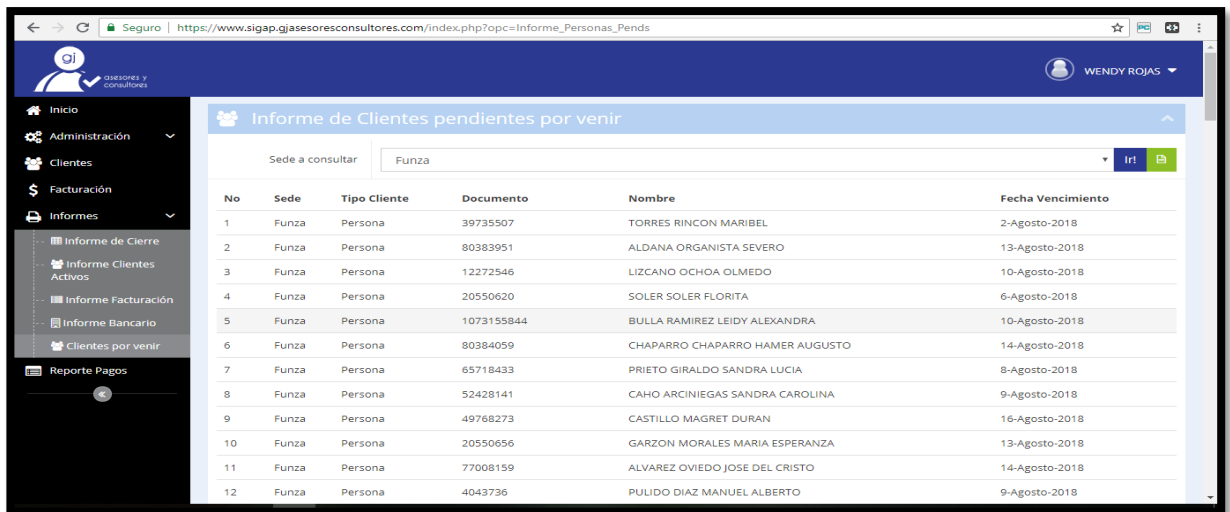 Seguro | https://www.sigap.gjasesoresconsultores.com/index.php?opc=Informe_Personas_Pends
gj
asesores y
consultores
WENDY ROJAS
Inicio
Administración
Clientes
Facturación
Informes
Informe de Cierre
Informe Clientes
Activos
Informe Facturación
Informe Bancario
Clientes por venir
Reporte Pagos
Informe de Clientes pendientes por venir
Sede a consultar Funza Ir!
No Sede Tipo Cliente Documento Nombre Fecha Vencimiento
1 Funza Persona 39735507 TORRES RINCON MARIBEL 2-Agosto-2018
2 Funza Persona 80383951 ALDANA ORGANISTA SEVERO 13-Agosto-2018
3 Funza Persona 12272546 LIZCANO OCHOA OLMEDO 10-Agosto-2018
4 Funza Persona 20550620 SOLER SOLER FLORITA 6-Agosto-2018
5 Funza Persona 1073155844 BULLA RAMIREZ LEIDY ALEXANDRA 10-Agosto-2018
6 Funza Persona 80384059 CHAPARRO CHAPARRO HAMER AUGUSTO 14-Agosto-2018
7 Funza Persona 65718433 PRIETO GIRALDO SANDRA LUCIA 8-Agosto-2018
8 Funza Persona 52428141 CAHO ARCINIEGAS SANDRA CAROLINA 9-Agosto-2018
9 Funza Persona 49768273 CASTILLO MAGRET DURAN 16-Agosto-2018
10 Funza Persona 20550656 GARZON MORALES MARIA ESPERANZA 13-Agosto-2018
11 Funza Persona 77008159 ALVAREZ OVIEDO JOSE DEL CRISTO 14-Agosto-2018
12 Funza Persona 4043736 PULIDO DIAZ MANUEL ALBERTO 9-Agosto-2018